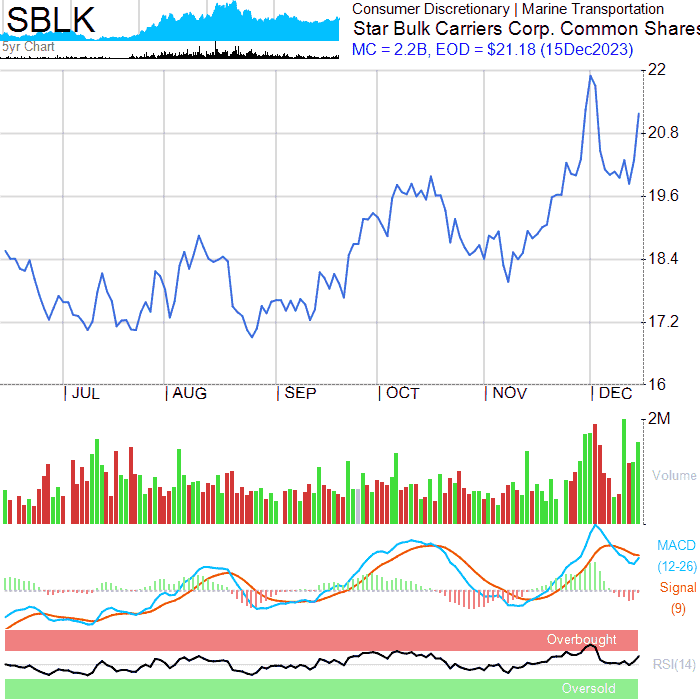 SBLK
5yr Chart
Consumer Discretionary | Marine Transportation
Star Bulk Carriers Corp. Common Shares
MC = 2.2B, EOD = $21.18 (15Dec2023)
22
20.8
19.6
18.4
17.2
16
JUL AUG SEP OCT NOV DEC
2M
Volume
MACD
(12-26)
Signal
(9)
Overbought
RSI(14)
Oversold